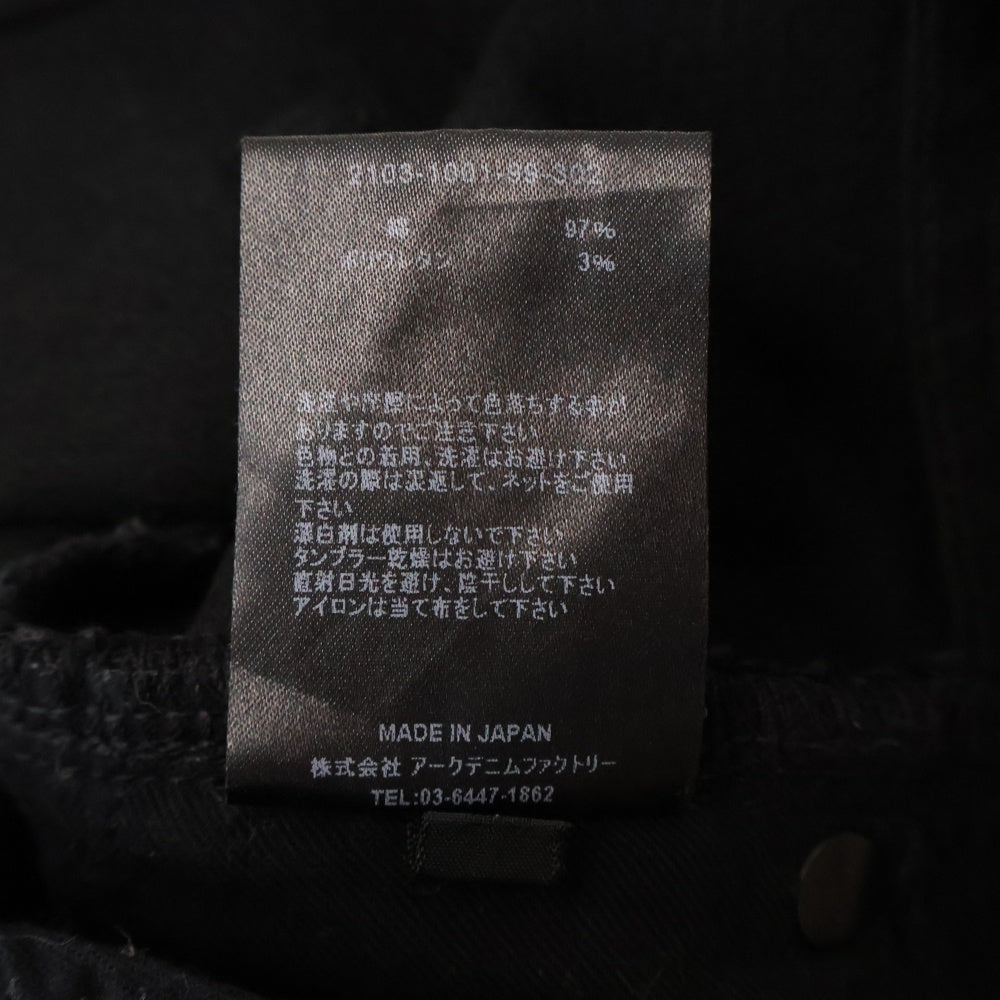 2103-1001-99-302
綿 97%
ポリウレタン 3%
洗濯や摩擦によって色落ちする事が
ありますのでご注意下さい
色物との着用、洗濯はお避け下さい
洗濯の際は裏返して、ネットをご使用
下さい
漂白剤は使用しないで下さい
タンブラー乾燥はお避け下さい
直射日光を避け、陰干しして下さい
アイロンは当て布をして下さい
MADE IN JAPAN
株式会社 アークデニムファクトリー
TEL:03-6447-1862